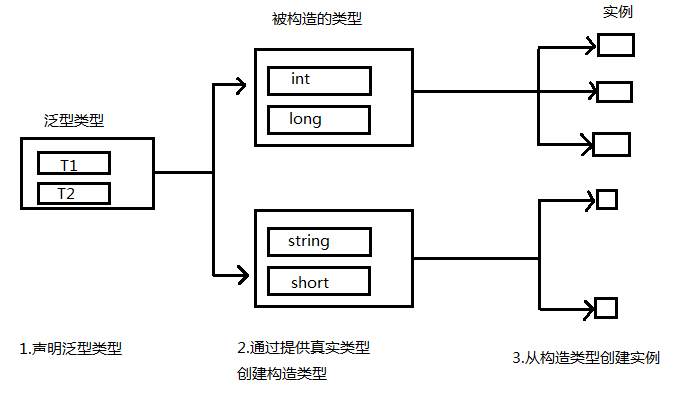 泛型类型
T1
T2
被构造的类型
int
long
string
short
实例
1.声明泛型类型
2.通过提供真实类型
创建构造类型
3.从构造类型创建实例